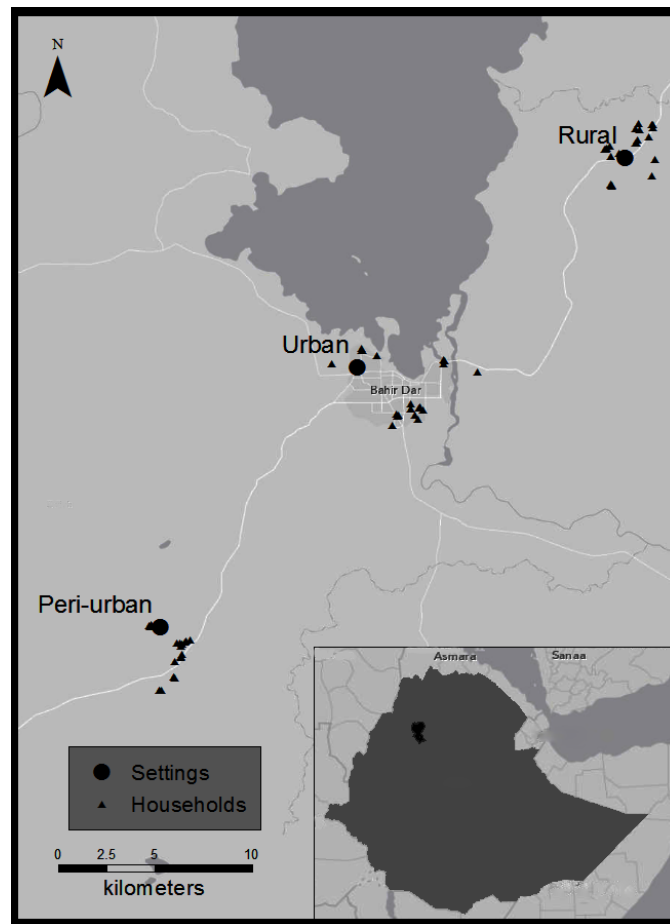 N
Rural
Urban
Bahir Dar
Peri-urban
Asmara
Sanaa
Settings
Households
0 2.5 5 10
kilometers